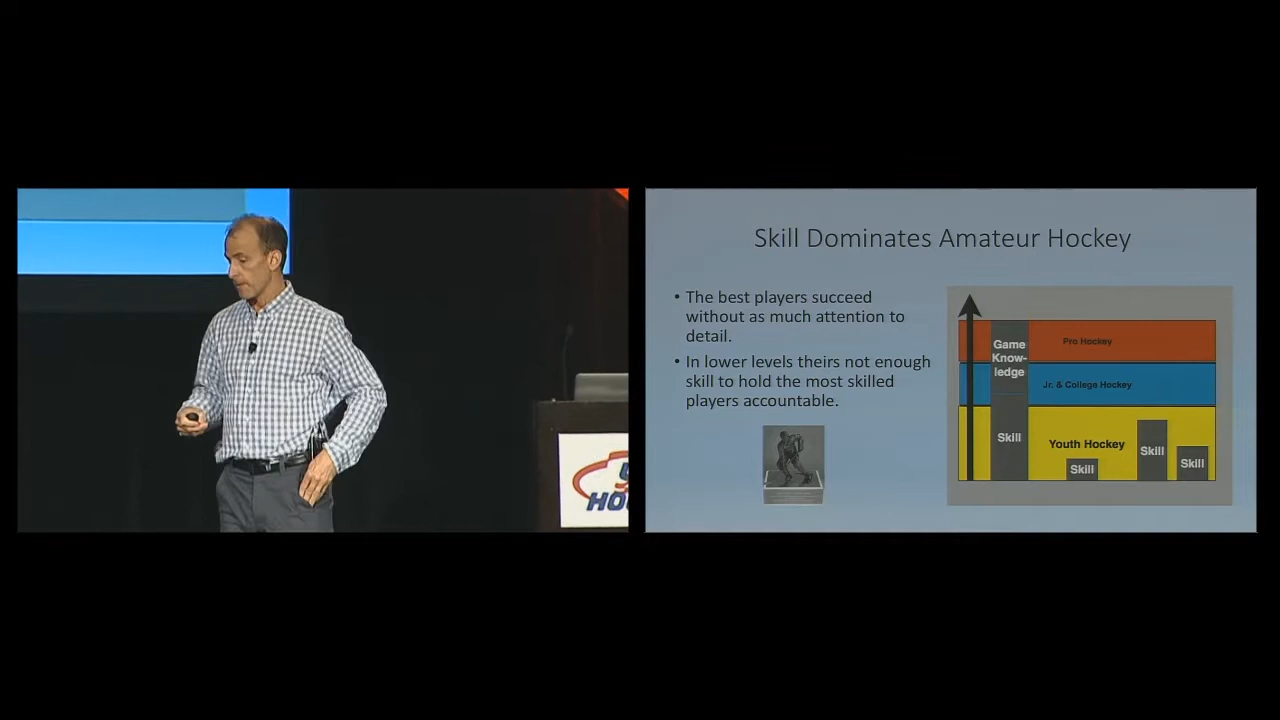 Skill Dominates Amateur Hockey
• The best players succeed
without as much attention to
detail.
• In lower levels theirs not enough
skill to hold the most skilled
players accountable.
Pro Hockey
Game
Know-
ledge
Jr. & College Hockey
Skill
Youth Hockey
Skill
Skill
Skill